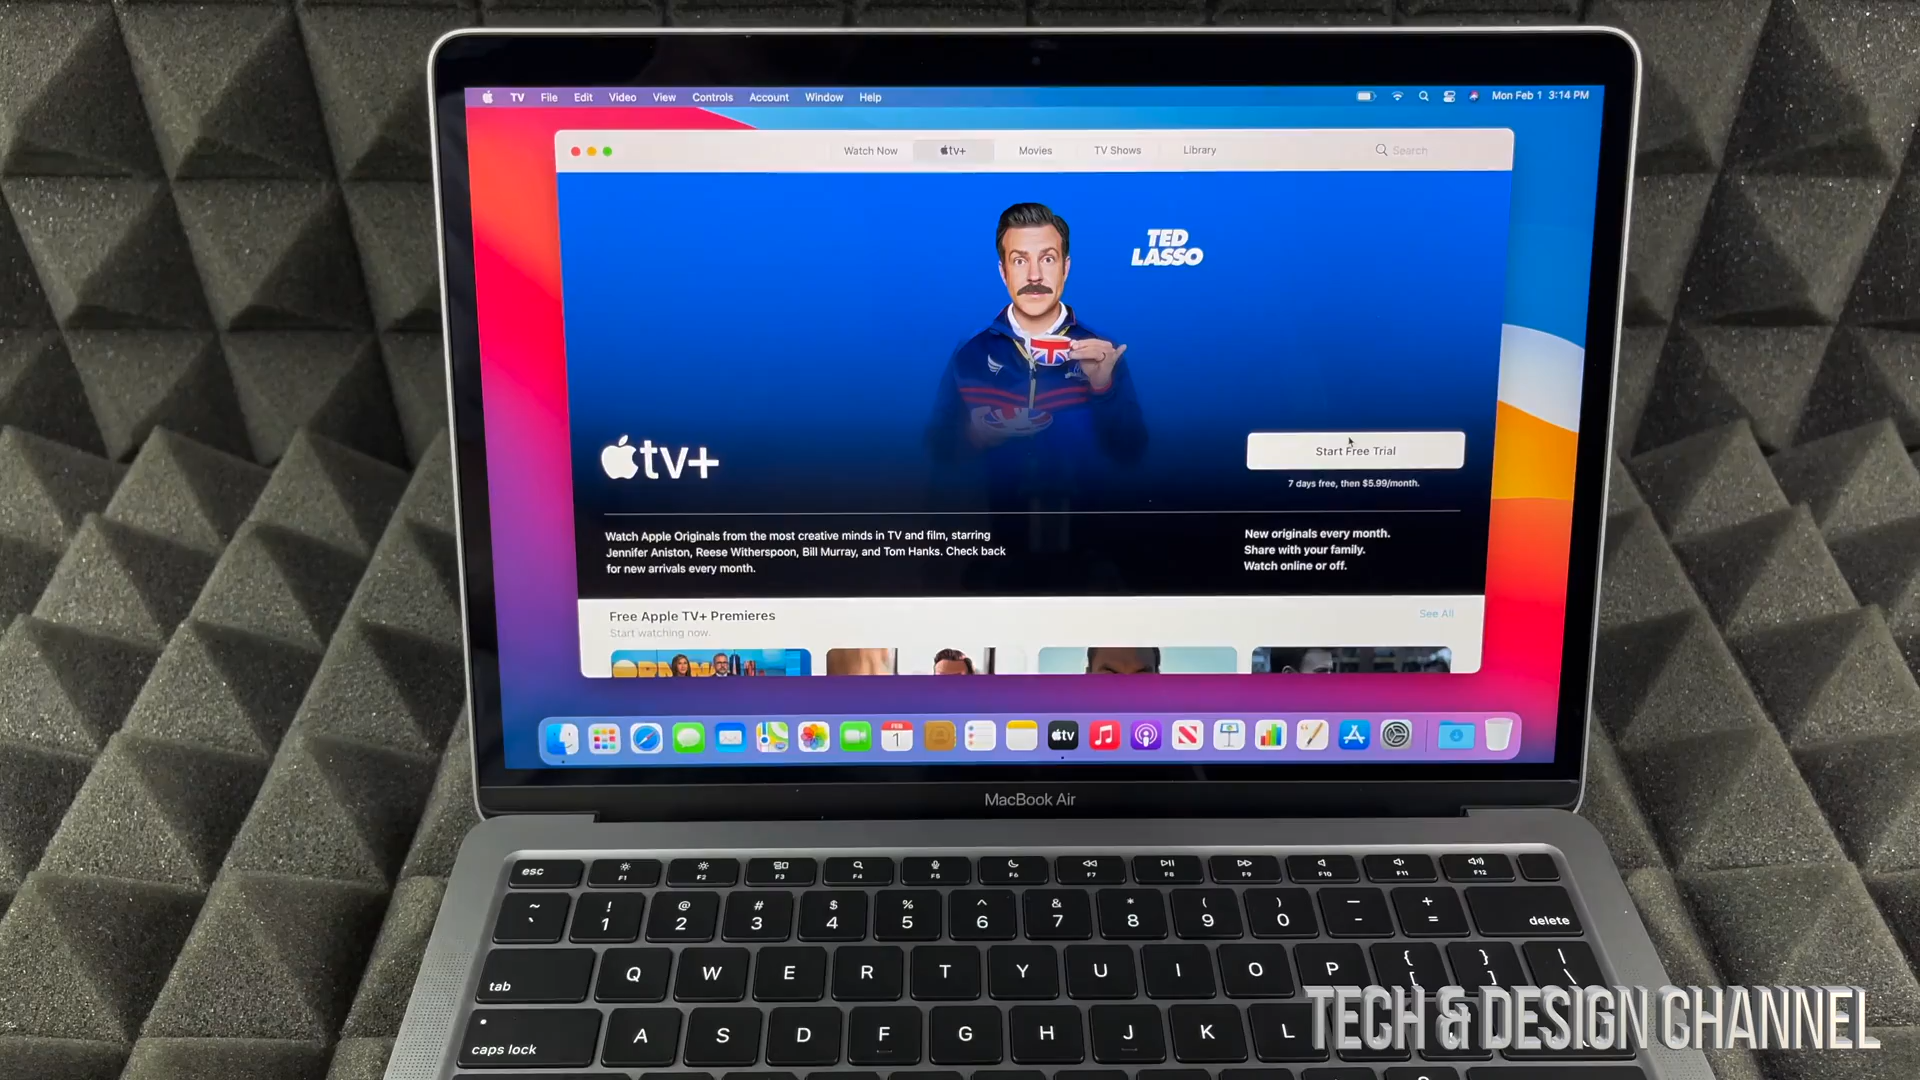 TV File Edit Video View Controls Account Window Help
Mon Feb 1 3:14 PM
Watch Now tv+ Movies TV Shows Library Search
TED
LASSO
tv+
Start Free Trial
7 days free, then $5.99/month.
Watch Apple Originals from the most creative minds in TV and film, starring
Jennifer Aniston, Reese Witherspoon, Bill Murray, and Tom Hanks. Check back
for new arrivals every month.
New originals every month.
Share with your family.
Watch online or off.
Free Apple TV+ Premieres
See All
Start watching now.
FEB
1
tv
MacBook Air
esc F1 F2 F3 F4 F5 F6 F7 F8 F9 F10 F11 F12
~ ! @ # $ % ^ & * ( ) — +
` 1 2 3 4 5 6 7 8 9 0 - = delete
tab Q W E R T Y U I O P { [ } ] | \
caps lock A S D F G H J K L
TECH & DESIGN CHANNEL